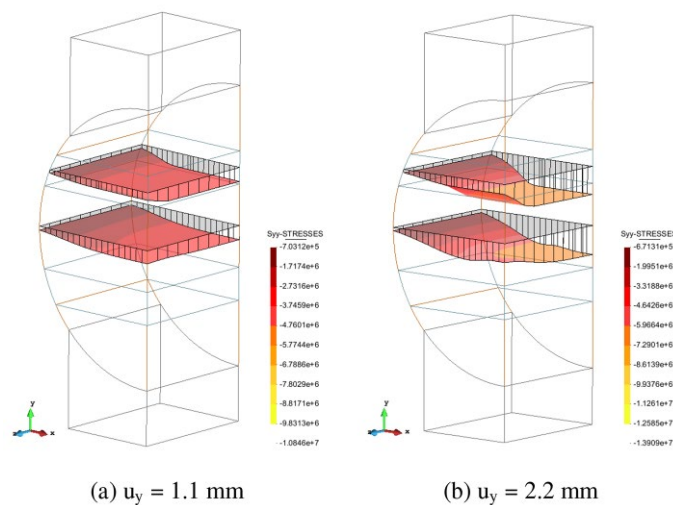 Syy-STRESSES
-7.0312e+5
-1.7174e+6
-2.7316e+6
-3.7459e+6
-4.7601e+6
-5.7744e+6
-6.7886e+6
-7.8029e+6
-8.8171e+6
-9.8313e+6
-1.0846e+7
y
z
x
(a) uy = 1.1 mm
Syy-STRESSES
-6.7131e+5
-1.9951e+6
-3.3188e+6
-4.6426e+6
-5.9664e+6
-7.2901e+6
-8.6139e+6
-9.9376e+6
-1.1261e+7
-1.2585e+7
-1.3909e+7
y
z
x
(b) uy = 2.2 mm